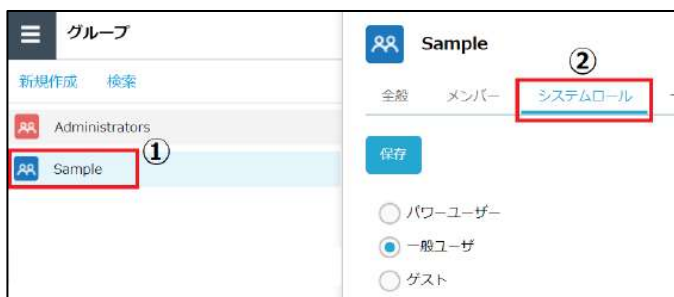 グループ
新規作成 検索
Administrators
①
Sample
Sample
②
全般 メンバー システムロール
保存
パワーユーザー
一般ユーザ
ゲスト